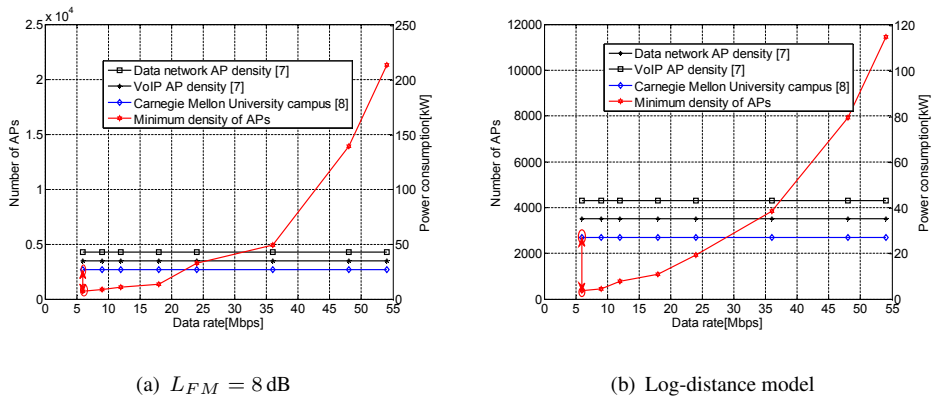 2.5 x 10⁴
250
2
200
1.5
150
1
100
0.5
50
0
0
0 5 10 15 20 25 30 35 40 45 50 55
Number of APs
Power consumption[kW]
Data rate[Mbps]
Data network AP density [7]
VoIP AP density [7]
Carnegie Mellon University campus [8]
Minimum density of APs
(a) L_{FM} = 8 dB
12000
120
10000
100
8000
80
6000
60
4000
40
2000
20
0
0
0 5 10 15 20 25 30 35 40 45 50 55
Number of APs
Power consumption[kW]
Data rate[Mbps]
Data network AP density [7]
VoIP AP density [7]
Carnegie Mellon University campus [8]
Minimum density of APs
(b) Log-distance model